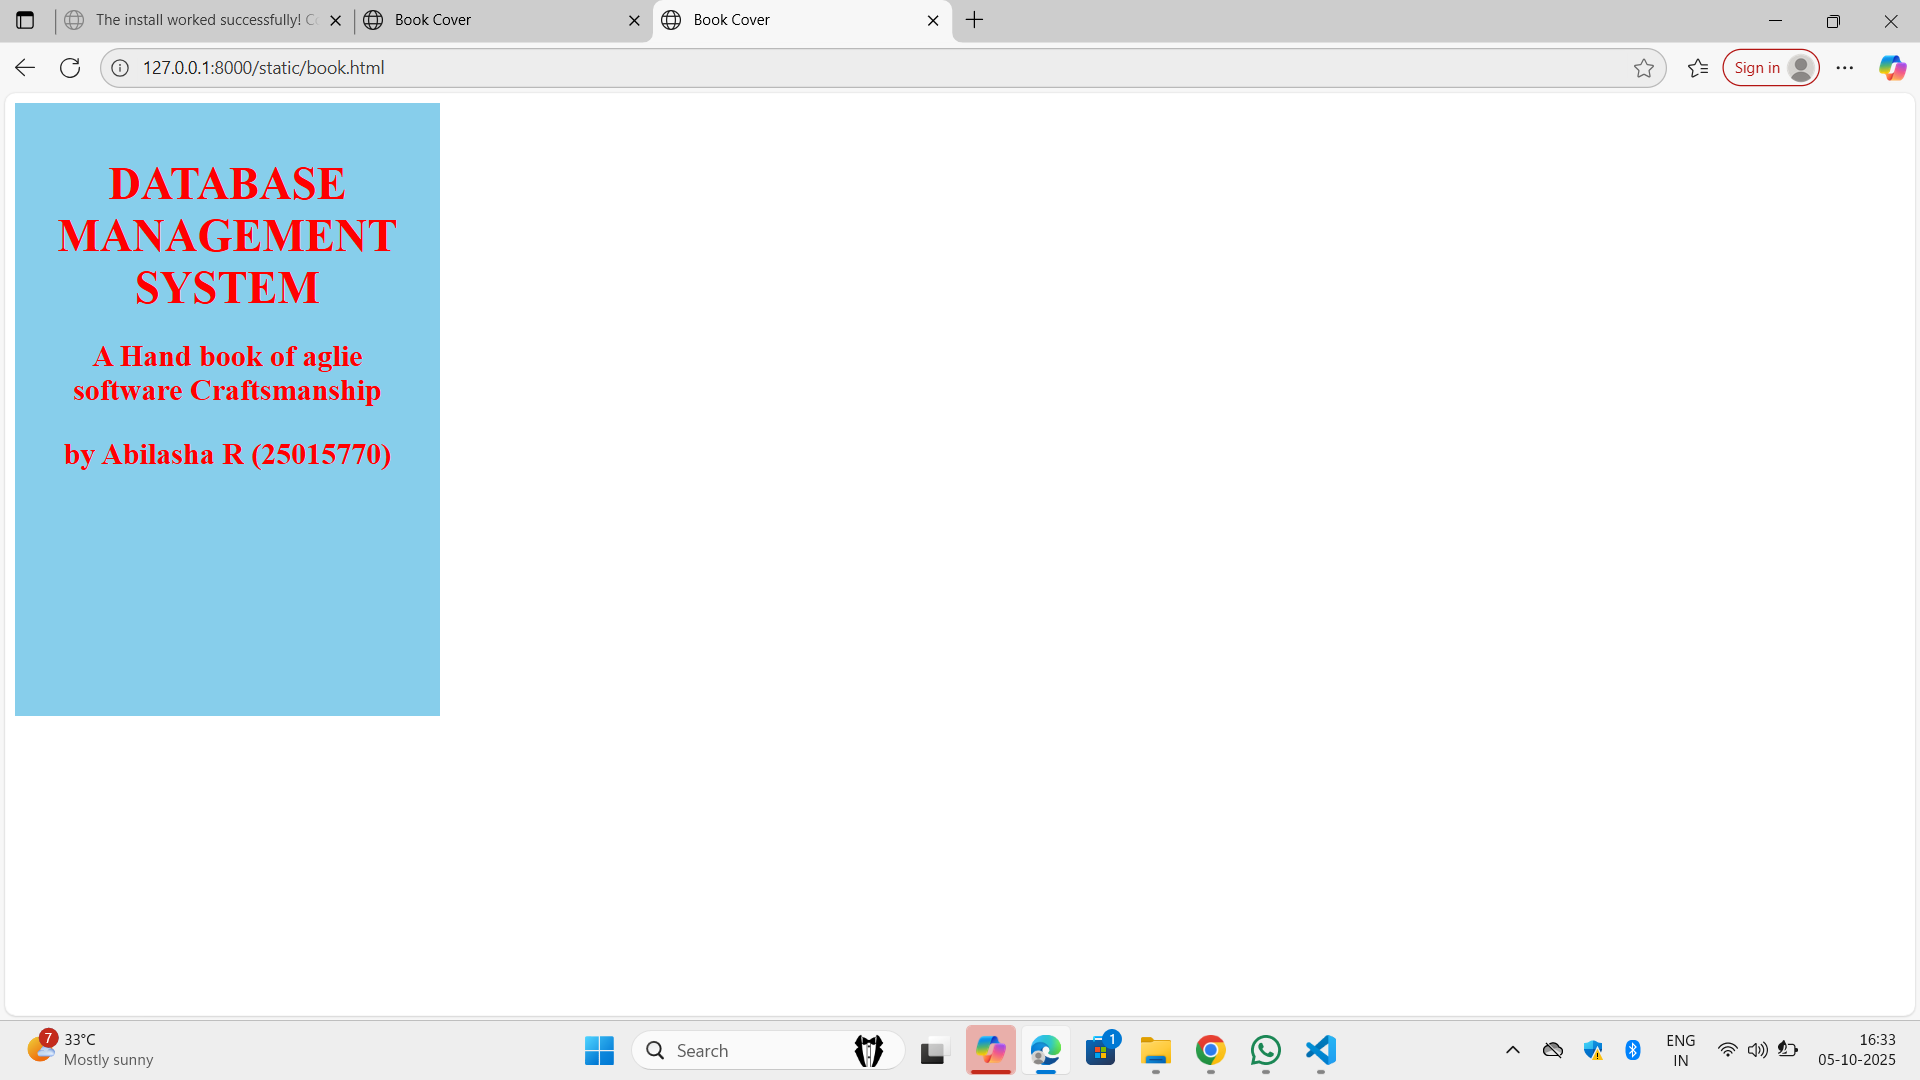 The install worked successfully! C
Book Cover
Book Cover
127.0.0.1:8000/static/book.html
Sign in
DATABASE
MANAGEMENT
SYSTEM
A Hand book of aglie
software Craftsmanship
by Abilasha R (25015770)
7
33°C
Mostly sunny
Search
1
ENG
IN
16:33
05-10-2025